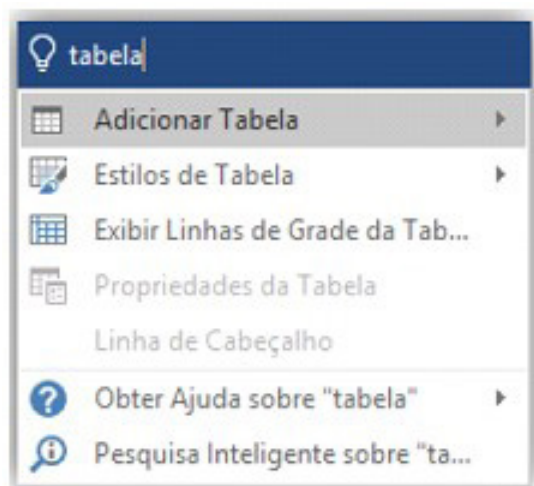 tabela
Adicionar Tabela
Estilos de Tabela
Exibir Linhas de Grade da Tab...
Propriedades da Tabela
Linha de Cabeçalho
Obter Ajuda sobre "tabela"
Pesquisa Inteligente sobre "ta...